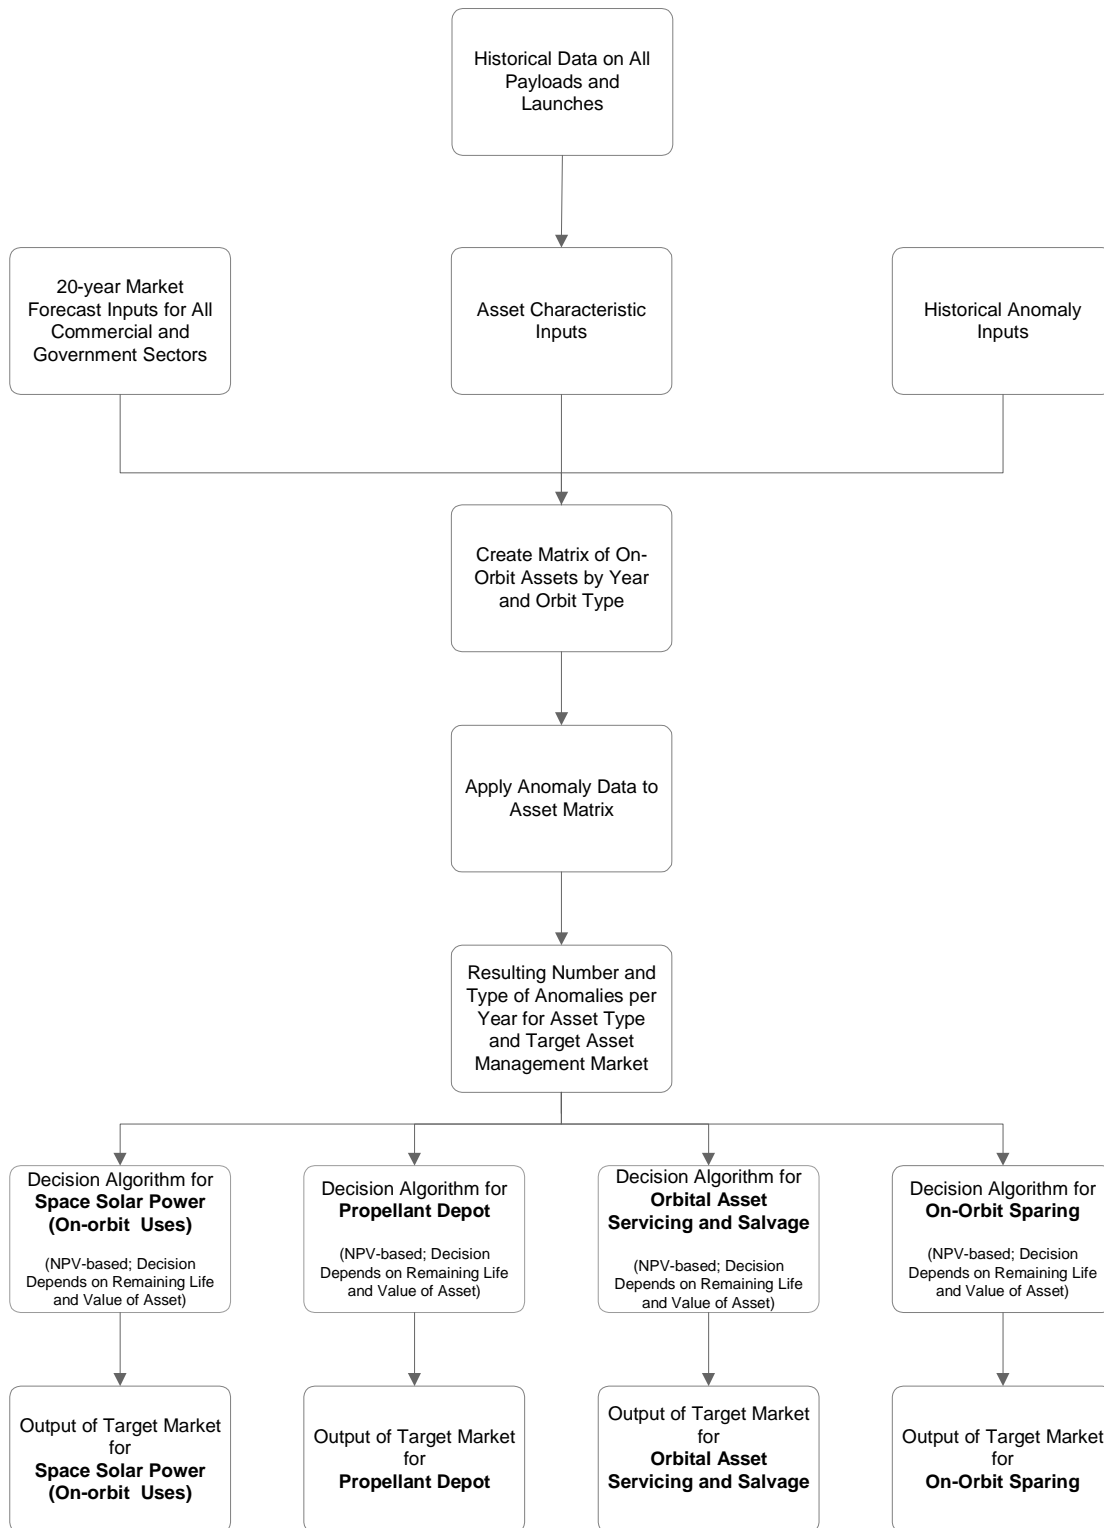 Historical Data on All
Payloads and
Launches
20-year Market
Forecast Inputs for All
Commercial and
Government Sectors
Asset Characteristic
Inputs
Historical Anomaly
Inputs
Create Matrix of On-
Orbit Assets by Year
and Orbit Type
Apply Anomaly Data to
Asset Matrix
Resulting Number and
Type of Anomalies per
Year for Asset Type
and Target Asset
Management Market
Decision Algorithm for
Space Solar Power
(On-orbit Uses)
(NPV-based; Decision
Depends on Remaining Life
and Value of Asset)
Decision Algorithm for
Propellant Depot
(NPV-based; Decision
Depends on Remaining Life
and Value of Asset)
Decision Algorithm for
Orbital Asset
Servicing and Salvage
(NPV-based; Decision
Depends on Remaining Life
and Value of Asset)
Decision Algorithm for
On-Orbit Sparing
(NPV-based; Decision
Depends on Remaining Life
and Value of Asset)
Output of Target Market
for
Space Solar Power
(On-orbit Uses)
Output of Target Market
for
Propellant Depot
Output of Target Market
for
Orbital Asset
Servicing and Salvage
Output of Target Market
for
On-Orbit Sparing